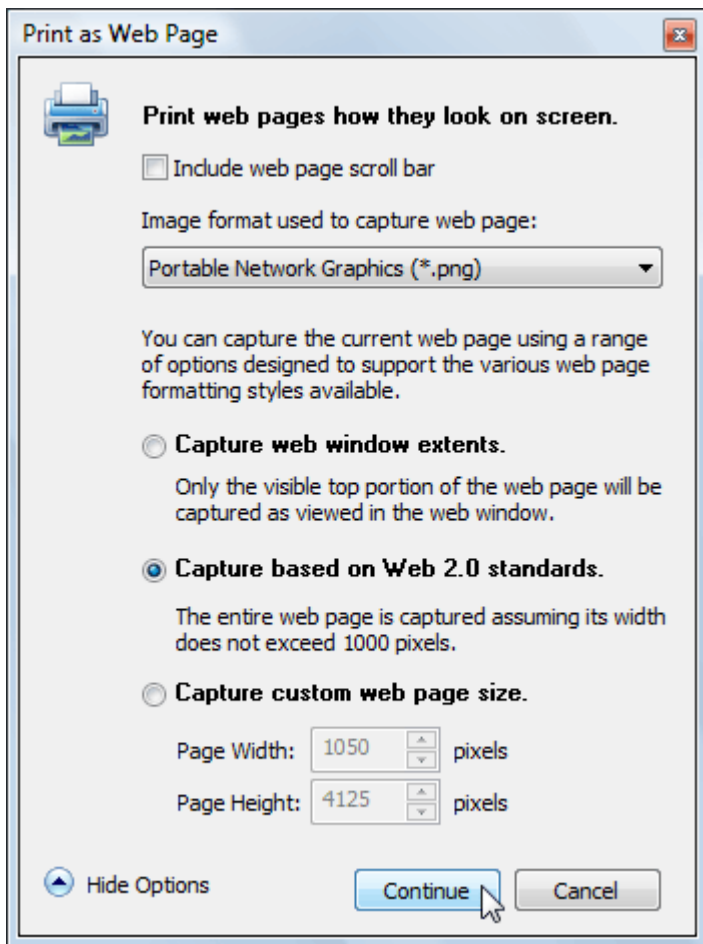 Print as Web Page
Print web pages how they look on screen.
Include web page scroll bar
Image format used to capture web page:
Portable Network Graphics (*.png)
You can capture the current web page using a range
of options designed to support the various web page
formatting styles available.
Capture web window extents.
Only the visible top portion of the web page will be
captured as viewed in the web window.
Capture based on Web 2.0 standards.
The entire web page is captured assuming its width
does not exceed 1000 pixels.
Capture custom web page size.
Page Width: 1050 pixels
Page Height: 4125 pixels
Hide Options Continue Cancel